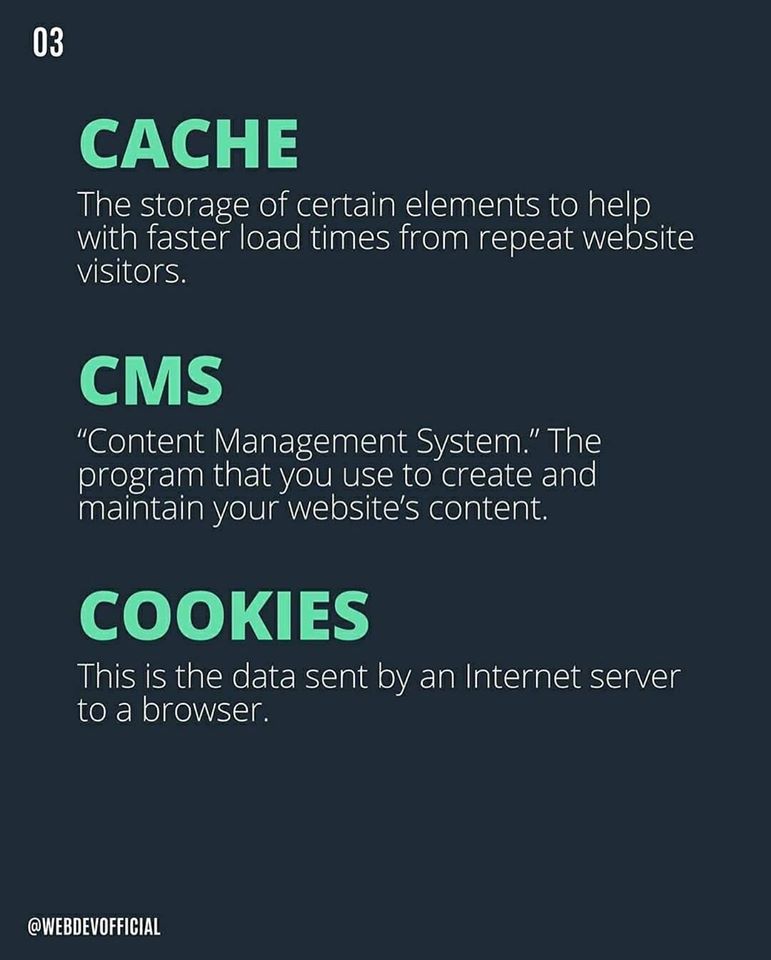 03
CACHE
The storage of certain elements to help
with faster load times from repeat website
visitors.
CMS
“Content Management System.” The
program that you use to create and
maintain your website’s content.
COOKIES
This is the data sent by an Internet server
to a browser.
@WEBDEVOFFICIAL